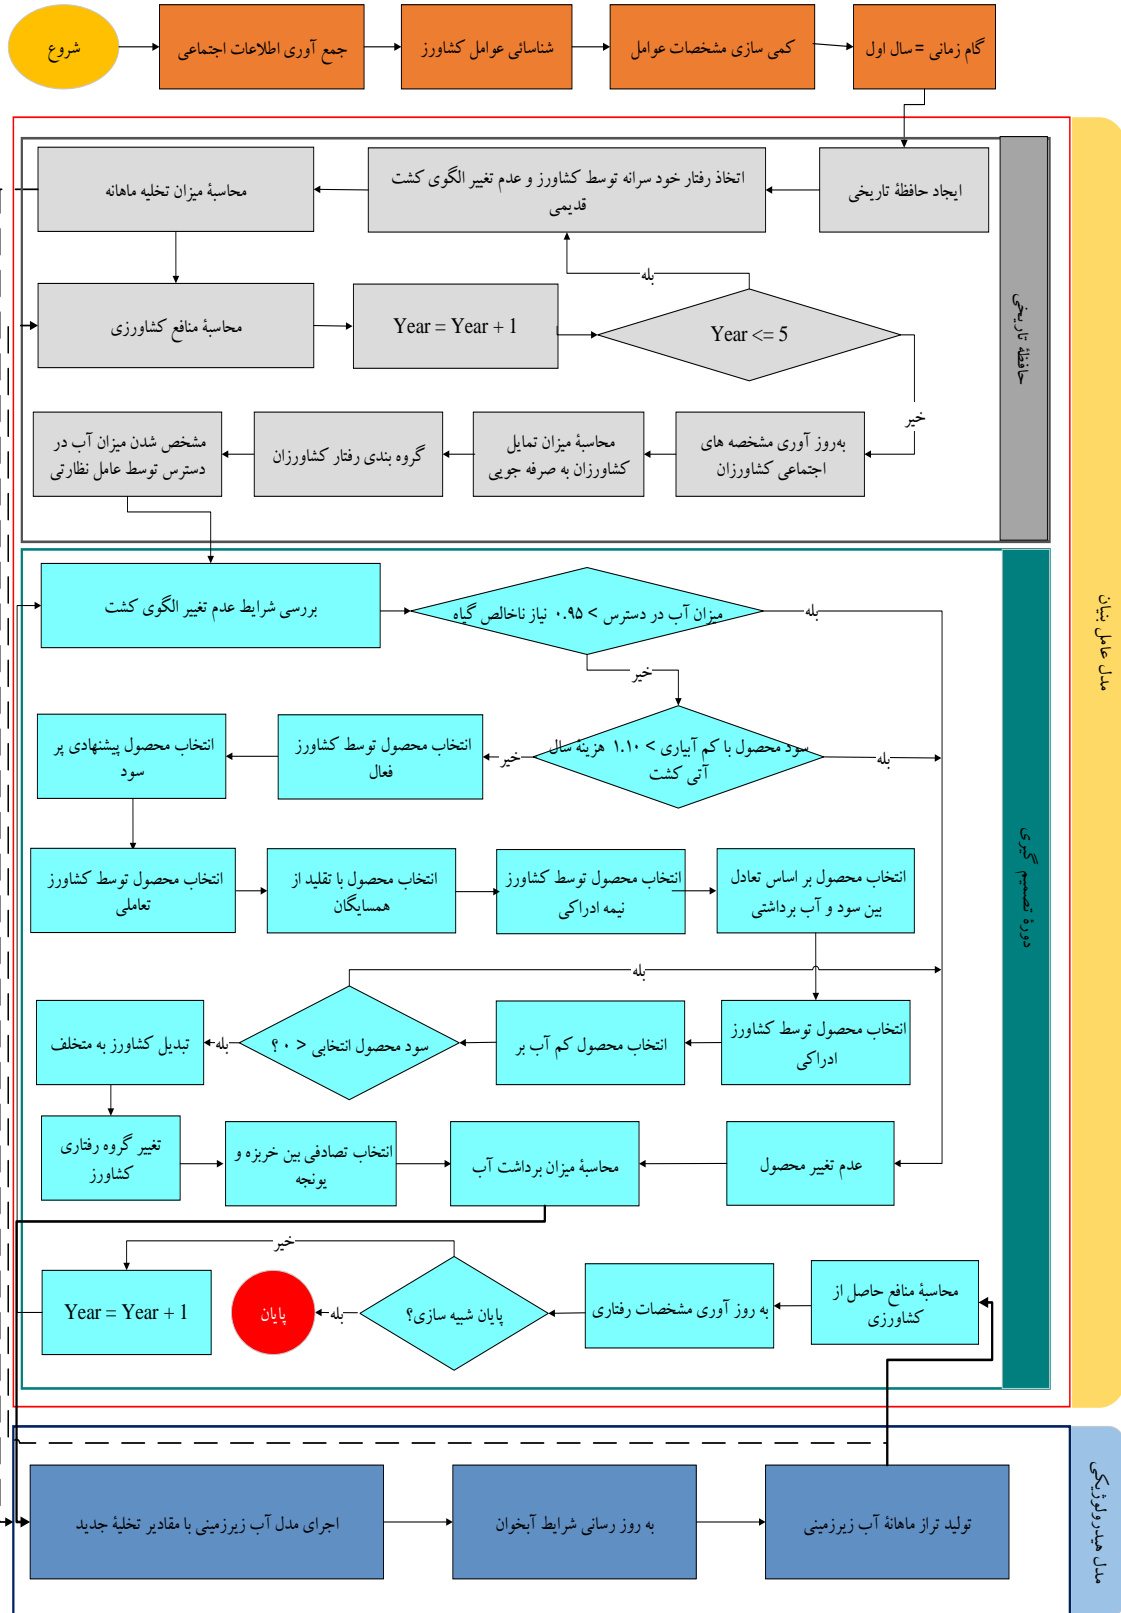 شروع
جمع آوری اطلاعات اجتماعی
شناسائی عوامل کشاورز
کمی سازی مشخصات عوامل
گام زمانی = سال اول
مدل عامل بنیان
حافظهٔ تاریخی
ایجاد حافظهٔ تاریخی
اتخاذ رفتار خود سرانه توسط کشاورز و عدم تغییر الگوی کشت
قدیمی
محاسبهٔ میزان تخلیه ماهانه
محاسبهٔ منافع کشاورزی
Year = Year + 1
Year <= 5
بله
خیر
به‌روز آوری مشخصه های
اجتماعی کشاورزان
محاسبهٔ میزان تمایل
کشاورزان به صرفه جویی
گروه بندی رفتار کشاورزان
مشخص شدن میزان آب در
دسترس توسط عامل نظارتی
دورهٔ تصمیم گیری
بررسی شرایط عدم تغییر الگوی کشت
میزان آب در دسترس > ۰.۹۵ نیاز ناخالص گیاه
بله
خیر
سود محصول با کم آبیاری > ۱.۱۰ هزینهٔ سال
آتی کشت
بله
خیر
انتخاب محصول توسط کشاورز
فعال
انتخاب محصول پیشنهادی پر
سود
انتخاب محصول توسط کشاورز
تعاملی
انتخاب محصول با تقلید از
همسایگان
انتخاب محصول توسط کشاورز
نیمه ادراکی
انتخاب محصول بر اساس تعادل
بین سود و آب برداشتی
بله
انتخاب محصول توسط کشاورز
ادراکی
انتخاب محصول کم آب بر
سود محصول انتخابی < ۰ ؟
بله
تبدیل کشاورز به متخلف
تغییر گروه رفتاری
کشاورز
انتخاب تصادفی بین خربزه و
یونجه
محاسبهٔ میزان برداشت آب
عدم تغییر محصول
محاسبهٔ منافع حاصل از
کشاورزی
به روز آوری مشخصات رفتاری
پایان شبیه سازی؟
خیر
بله
پایان
Year = Year + 1
مدل هیدرولوژیکی
اجرای مدل آب زیرزمینی با مقادیر تخلیهٔ جدید
به روز رسانی شرایط آبخوان
تولید تراز ماهانهٔ آب زیرزمینی